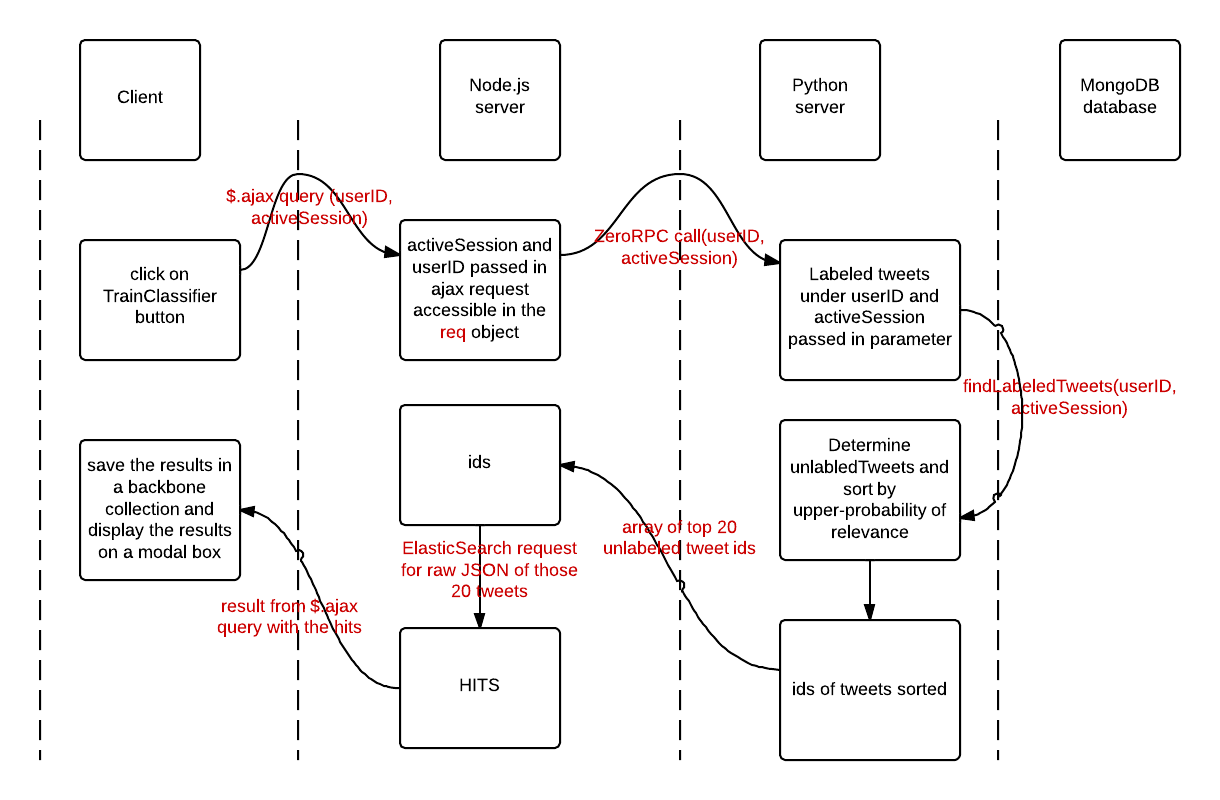 Client
Node.js
server
Python
server
MongoDB
database
$.ajax query (userID,
activeSession)
ZeroRPC call(userID,
activeSession)
click on
TrainClassifier
button
activeSession and
userID passed in
ajax request
accessible in the
req object
Labeled tweets
under userID and
activeSession
passed in parameter
findLabeledTweets(userID,
activeSession)
save the results in
a backbone
collection and
display the results
on a modal box
ids
Determine
unlabledTweets and
sort by
upper-probability of
relevance
ElasticSearch request
for raw JSON of those
20 tweets
array of top 20
unlabeled tweet ids
result from $.ajax
query with the hits
HITS
ids of tweets sorted